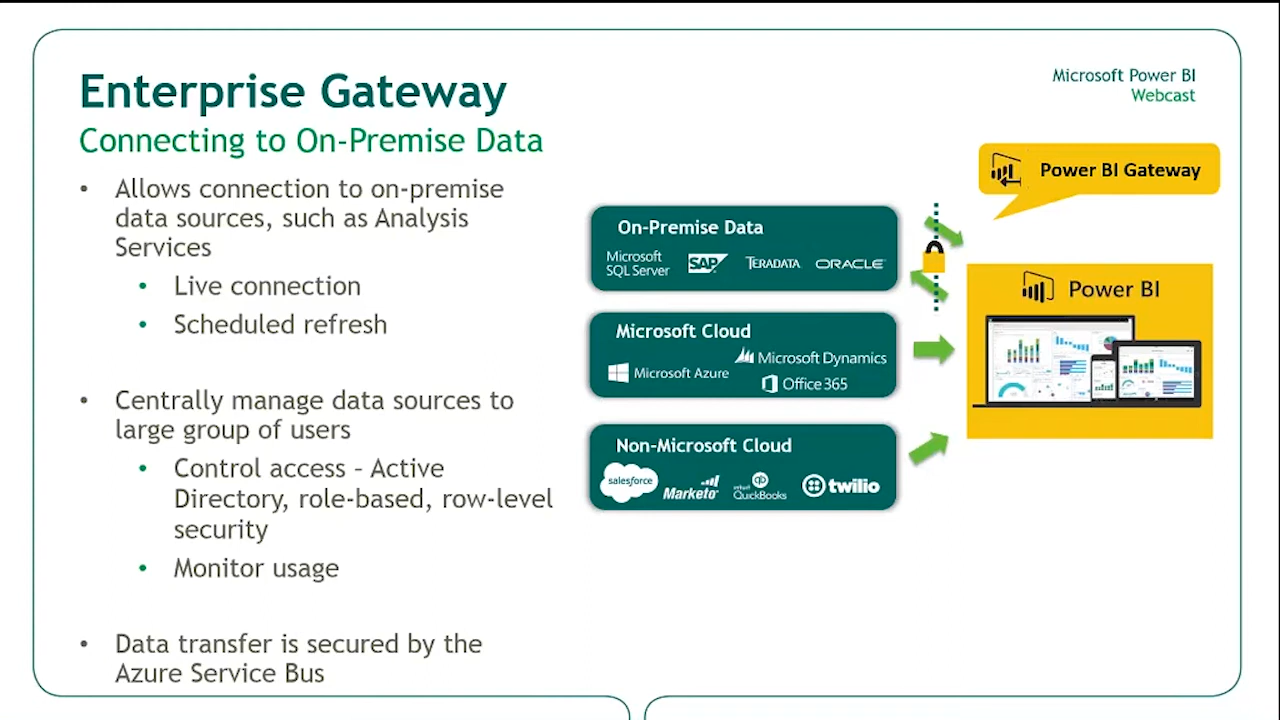 Enterprise Gateway
Connecting to On-Premise Data
Microsoft Power BI
Webcast
• Allows connection to on-premise
data sources, such as Analysis
Services
• Live connection
• Scheduled refresh
• Centrally manage data sources to
large group of users
• Control access – Active
Directory, role-based, row-level
security
• Monitor usage
• Data transfer is secured by the
Azure Service Bus
Power BI Gateway
On-Premise Data
Microsoft
SQL Server
SAP
TERADATA
ORACLE
Microsoft Cloud
Microsoft Dynamics
Microsoft Azure
Office 365
Non-Microsoft Cloud
salesforce
Marketo
intuit
qb
QuickBooks
twilio
Power BI